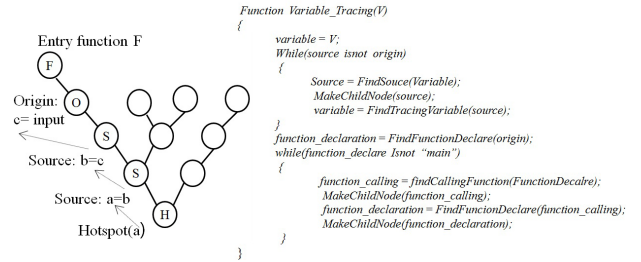 Entry function F
F
Origin:
c= input
O
S
Source: b=c
S
Source: a=b
H
Hotspot(a)
Function Variable_Tracing(V)
{
variable = V;
While(source isnot origin)
{
Source = FindSouce(Variable);
MakeChildNode(source);
variable = FindTracingVariable(source);
}
function_declaration = FindFunctionDeclare(origin);
while(function_declare Isnot “main”)
{
function_calling = findCallingFunction(FunctionDecalre);
MakeChildNode(function_calling);
function_declaration = FindFuncionDeclare(function_calling);
MakeChildNode(function_declaration);
}
}